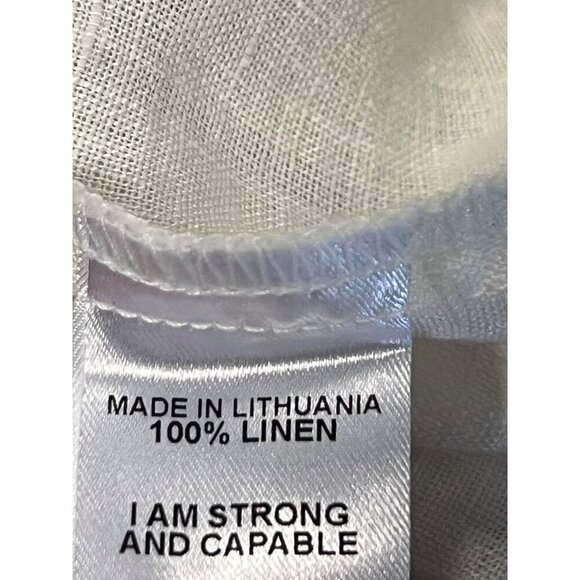 MADE IN LITHUANIA
100% LINEN
I AM STRONG
AND CAPABLE